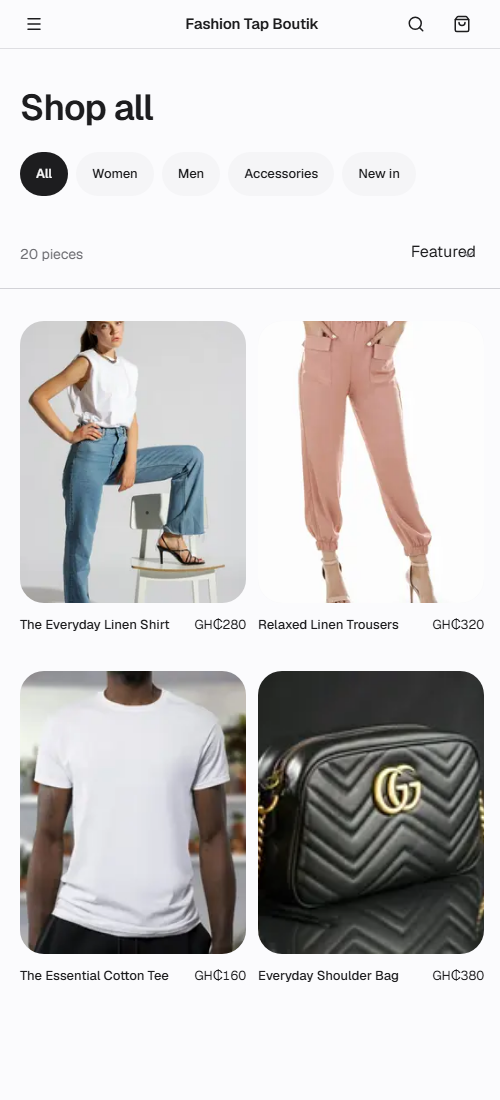 Fashion Tap Boutik
Shop all
All Women Men Accessories New in
20 pieces Featured
The Everyday Linen Shirt GH₵280 Relaxed Linen Trousers GH₵320
GG
The Essential Cotton Tee GH₵160 Everyday Shoulder Bag GH₵380